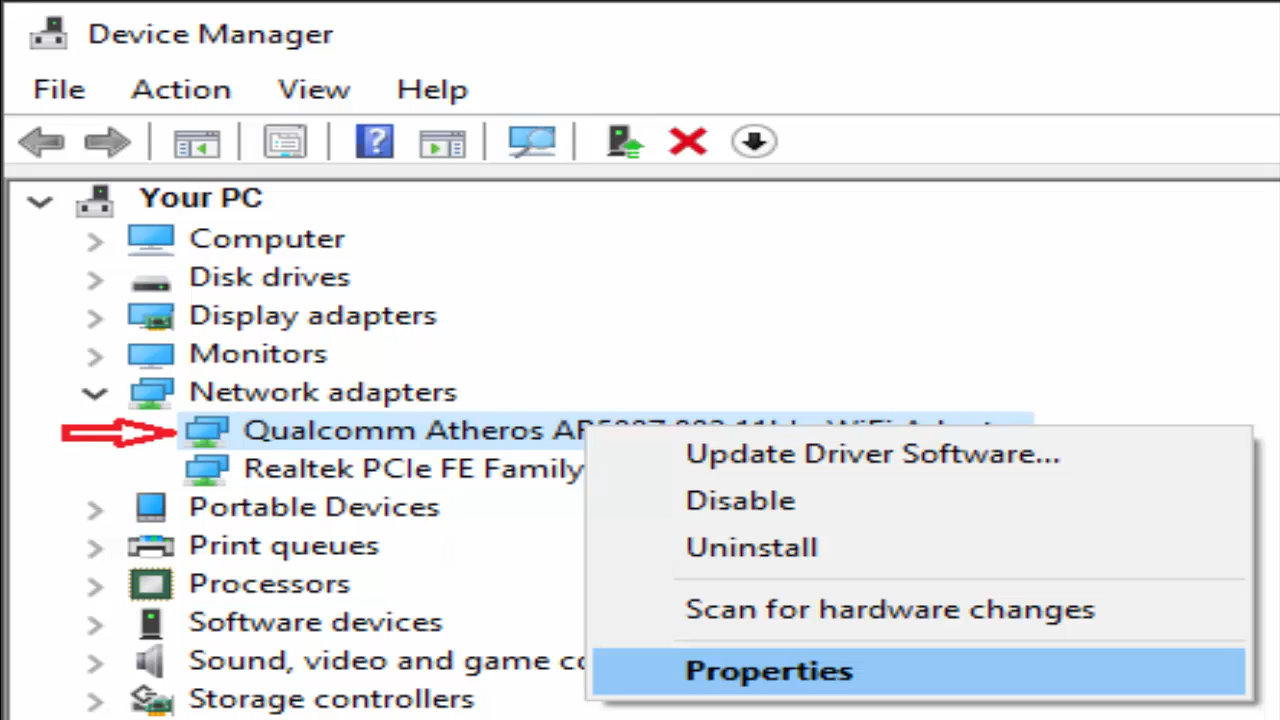 Device Manager
File Action View Help
Your PC
Computer
Disk drives
Display adapters
Monitors
Network adapters
Qualcomm Atheros
Realtek PCIe FE Family
Portable Devices
Print queues
Processors
Software devices
Sound, video and game
Storage controllers
Update Driver Software...
Disable
Uninstall
Scan for hardware changes
Properties